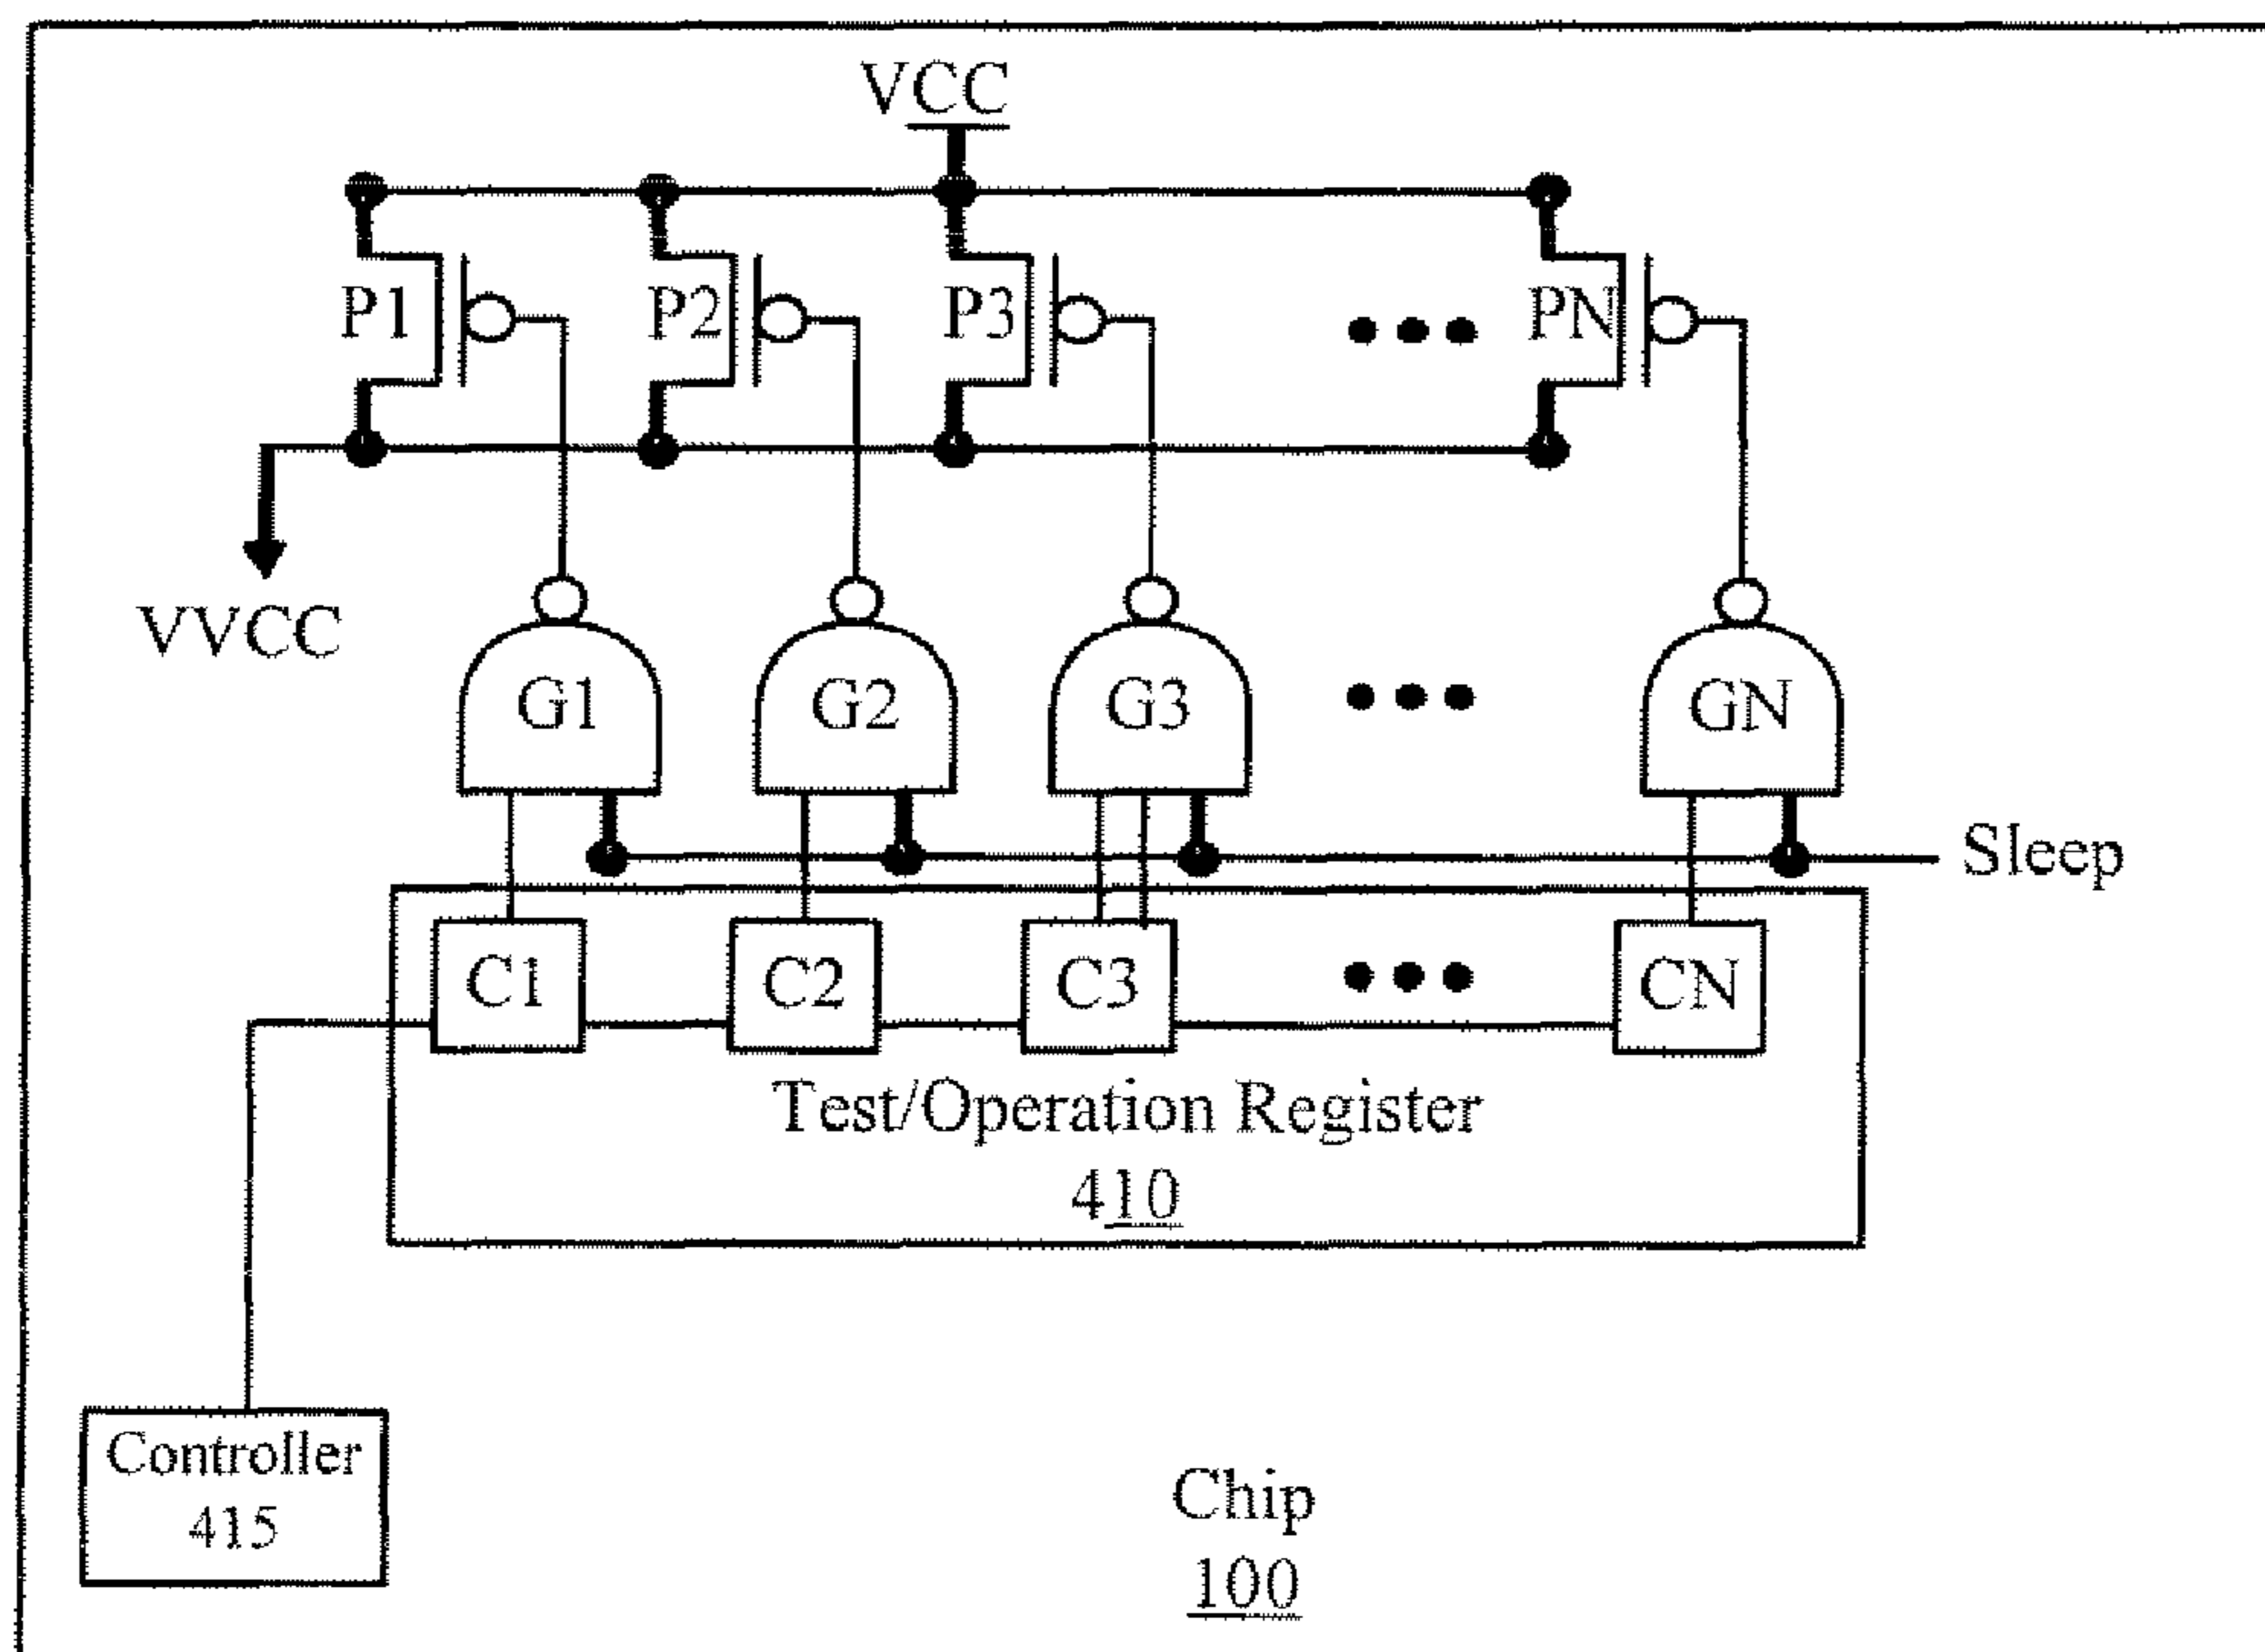 VCC
P1 P2 P3 PN
VVCC
G1 G2 G3 GN
Sleep
C1 C2 C3 CN
Test/Operation Register
410
Controller
415
Chip
100